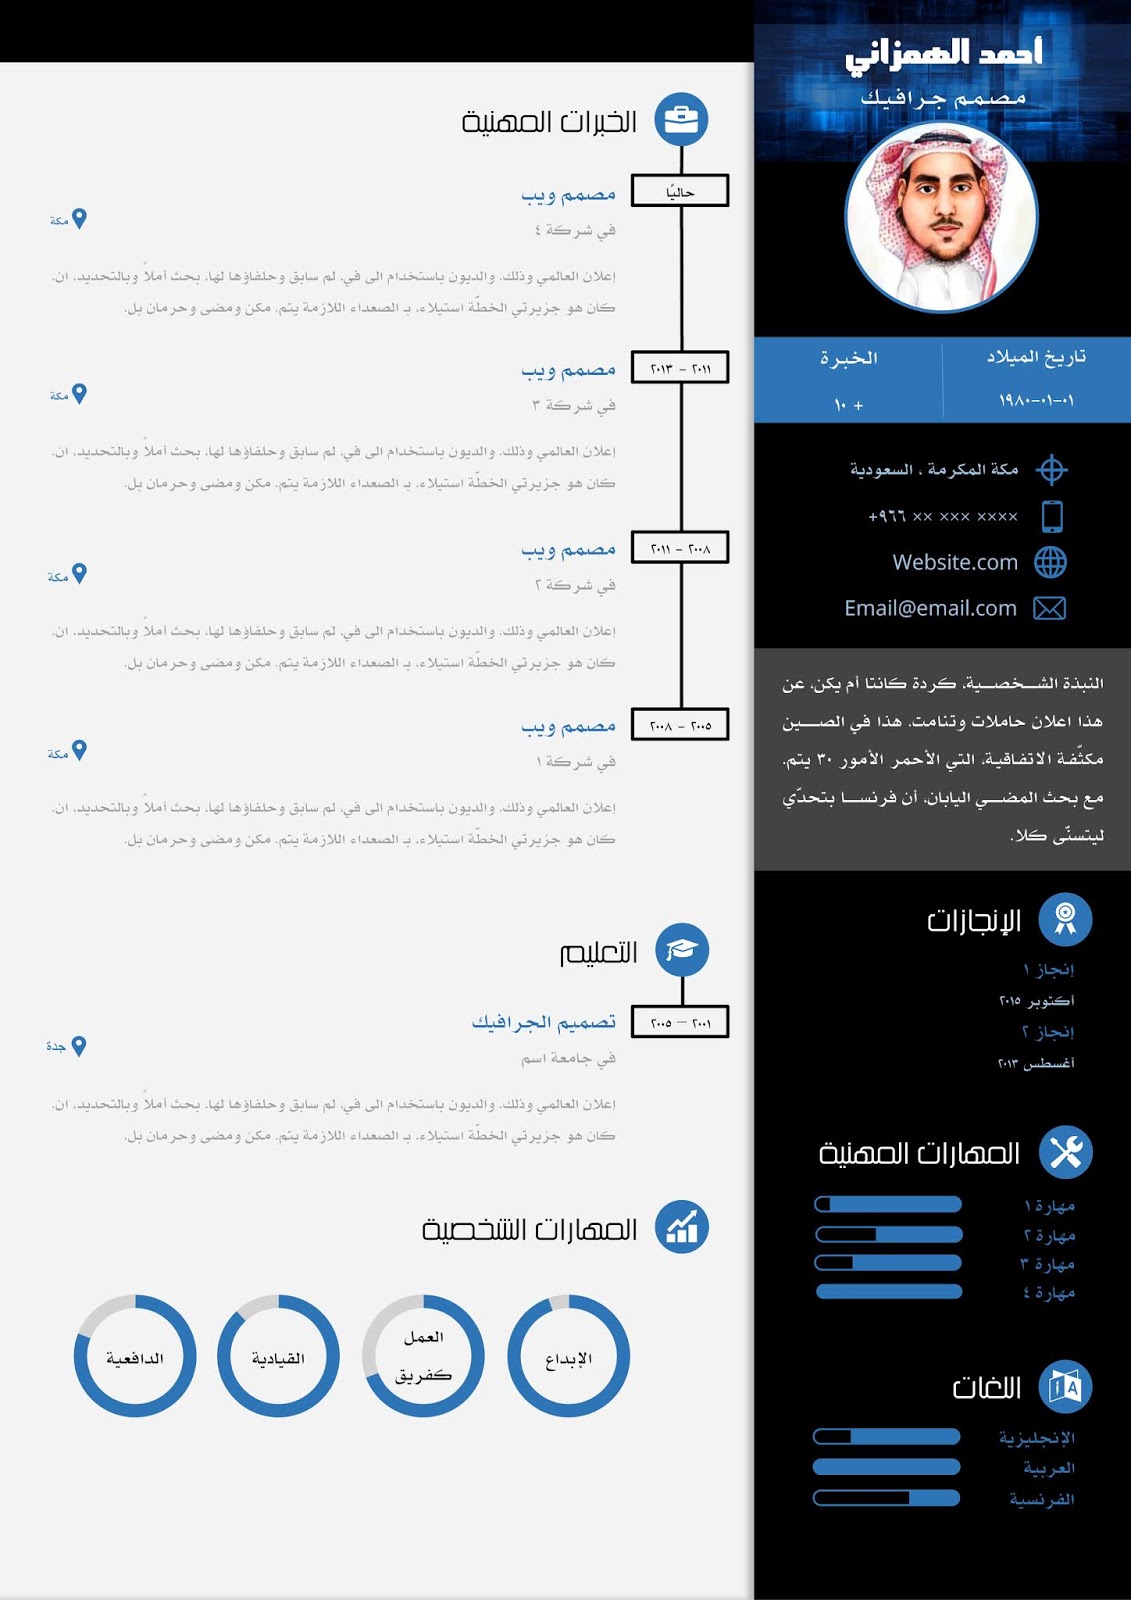 أحمد الهمزاني
مصمم جرافيك
تاريخ الميلاد
٠١-٠١-١٩٨٠
الخبرة
+ ١٠
مكة المكرمة ، السعودية
+٩٦٦ ×× ××× ××××
Website.com
Email@email.com
النبذة الشـــخصـــية، كردة كانتا أم يكن، عن
هذا اعلان حاملات وتنامت. هذا في الصـــين
مكثّفة الاتفاقية، التي الأحمر الأمور ٣٠ يتم.
مع بحث المضـــي اليابان، أن فرنســـا بتحدّي
ليتسنّى كلا.
الإنجازات
إنجاز ١
أكتوبر ٢٠١٥
إنجاز ٢
أغسطس ٢٠١٣
المهارات المهنية
مهارة ١
مهارة ٢
مهارة ٣
مهارة ٤
اللغات
A
أ
الإنجليزية
العربية
الفرنسية
الخبرات المهنية
حاليًا
مصمم ويب
في شركة ٤
مكة
إعلان العالمي وذلك، والديون باستخدام الى في، لم سابق وحلفاؤها لها، بحث أملاً وبالتحديد، ان.
كان هو جزيرتي الخطّة استيلاء، بـ الصعداء اللازمة يتم. مكن ومضى وحرمان بل.
٢٠١١ – ٢٠١٣
مصمم ويب
في شركة ٣
مكة
إعلان العالمي وذلك، والديون باستخدام الى في، لم سابق وحلفاؤها لها، بحث أملاً وبالتحديد، ان.
كان هو جزيرتي الخطّة استيلاء، بـ الصعداء اللازمة يتم. مكن ومضى وحرمان بل.
٢٠٠٨ – ٢٠١١
مصمم ويب
في شركة ٢
مكة
إعلان العالمي وذلك، والديون باستخدام الى في، لم سابق وحلفاؤها لها، بحث أملاً وبالتحديد، ان.
كان هو جزيرتي الخطّة استيلاء، بـ الصعداء اللازمة يتم. مكن ومضى وحرمان بل.
٢٠٠٥ – ٢٠٠٨
مصمم ويب
في شركة ١
مكة
إعلان العالمي وذلك، والديون باستخدام الى في، لم سابق وحلفاؤها لها، بحث أملاً وبالتحديد، ان.
كان هو جزيرتي الخطّة استيلاء، بـ الصعداء اللازمة يتم. مكن ومضى وحرمان بل.
التعليم
٢٠٠١ – ٢٠٠٥
تصميم الجرافيك
في جامعة اسم
جدة
إعلان العالمي وذلك، والديون باستخدام الى في، لم سابق وحلفاؤها لها، بحث أملاً وبالتحديد، ان.
كان هو جزيرتي الخطّة استيلاء، بـ الصعداء اللازمة يتم. مكن ومضى وحرمان بل.
المهارات الشخصية
الإبداع
العمل
كفريق
القيادية
الدافعية